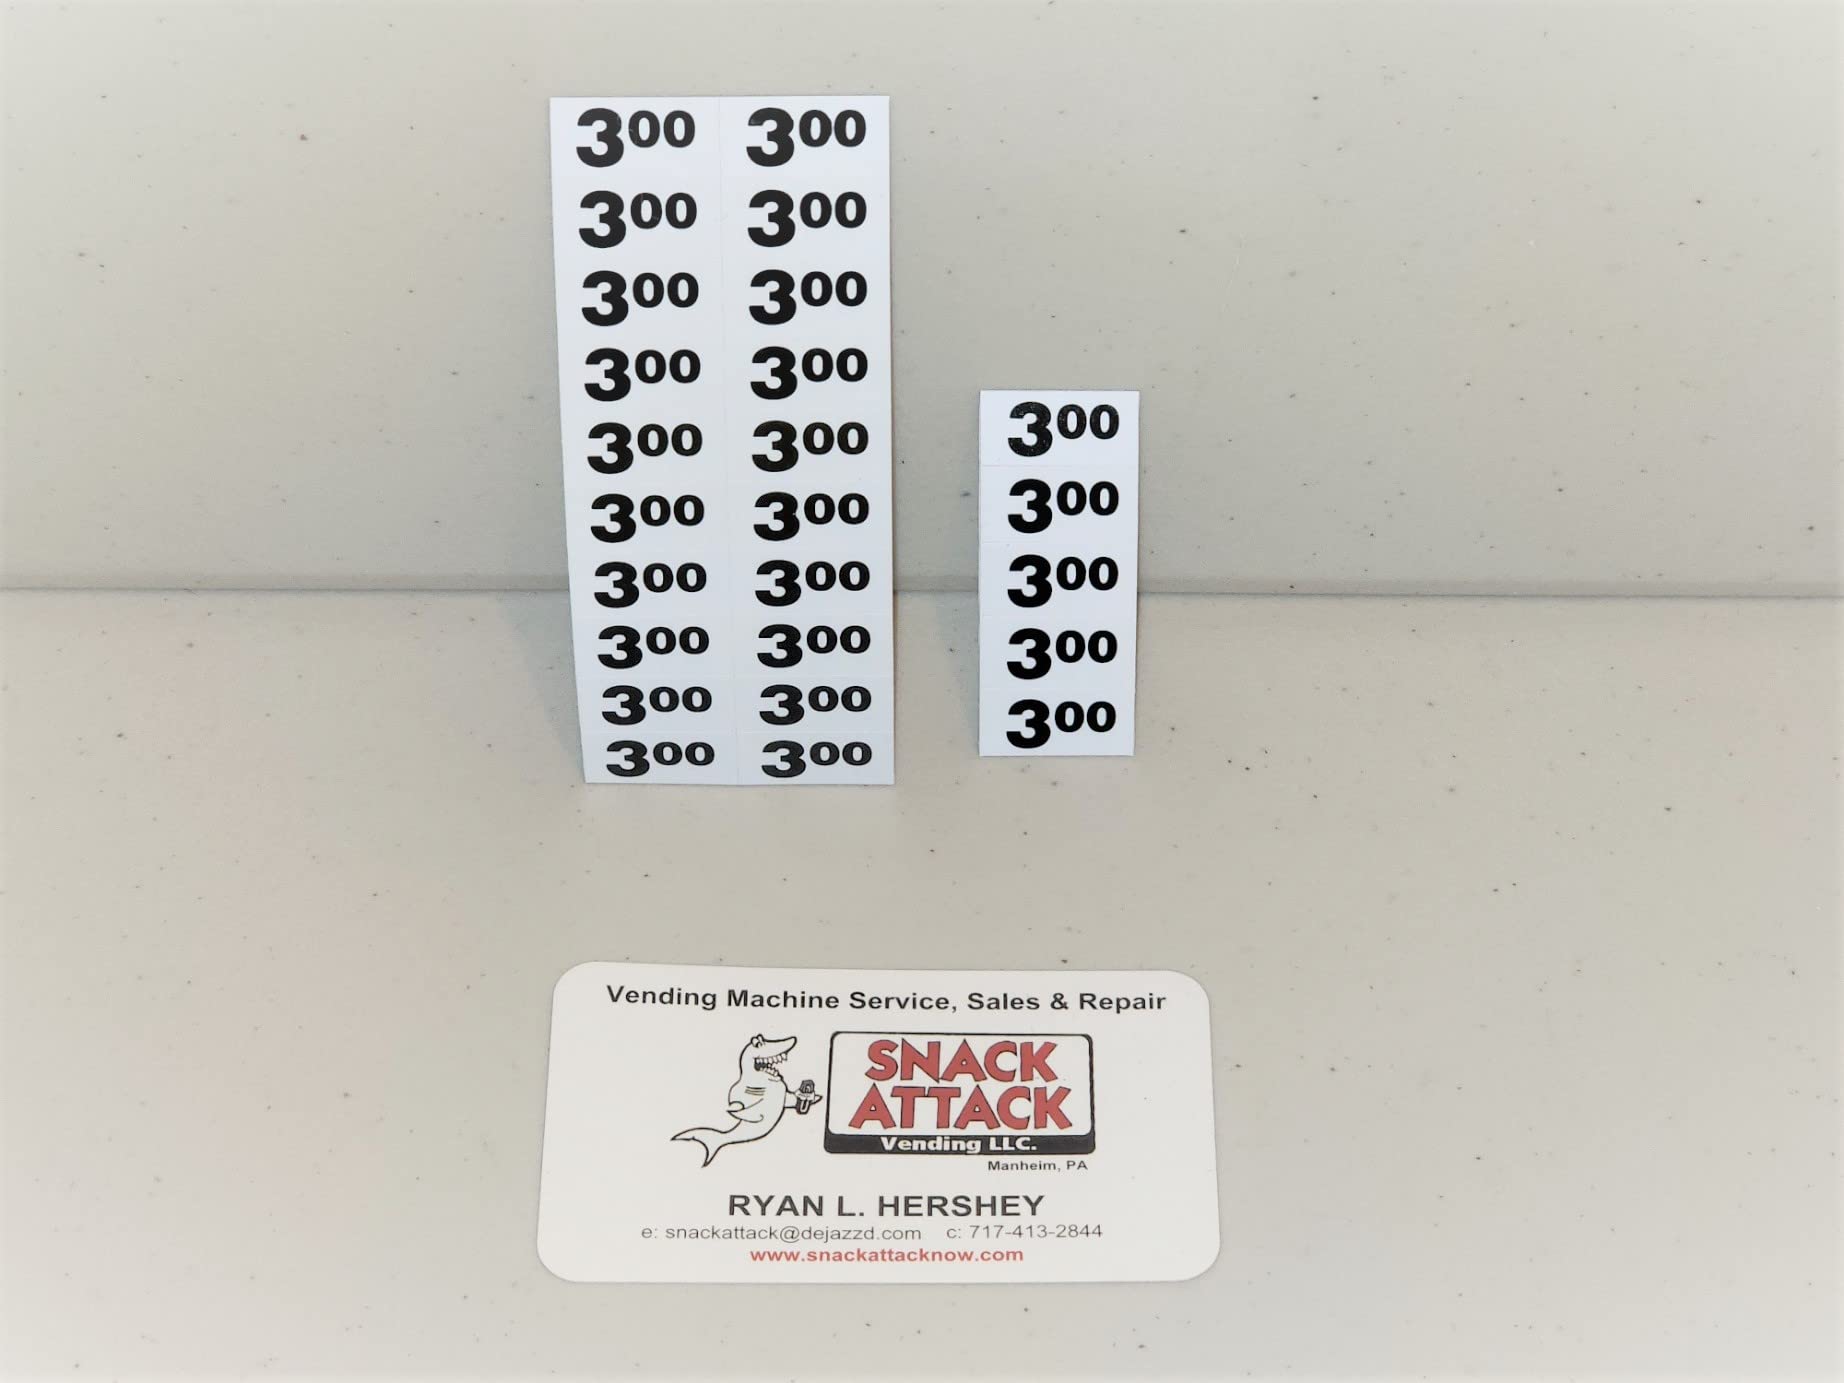 3⁰⁰ 3⁰⁰
3⁰⁰ 3⁰⁰
3⁰⁰ 3⁰⁰
3⁰⁰ 3⁰⁰
3⁰⁰ 3⁰⁰
3⁰⁰ 3⁰⁰
3⁰⁰ 3⁰⁰
3⁰⁰ 3⁰⁰
3⁰⁰ 3⁰⁰
3⁰⁰ 3⁰⁰
3⁰⁰
3⁰⁰
3⁰⁰
3⁰⁰
3⁰⁰
Vending Machine Service, Sales & Repair
SNACK
ATTACK
Vending LLC.
Manheim, PA
RYAN L. HERSHEY
e: snackattack@dejazzd.com c: 717-413-2844
www.snackattacknow.com